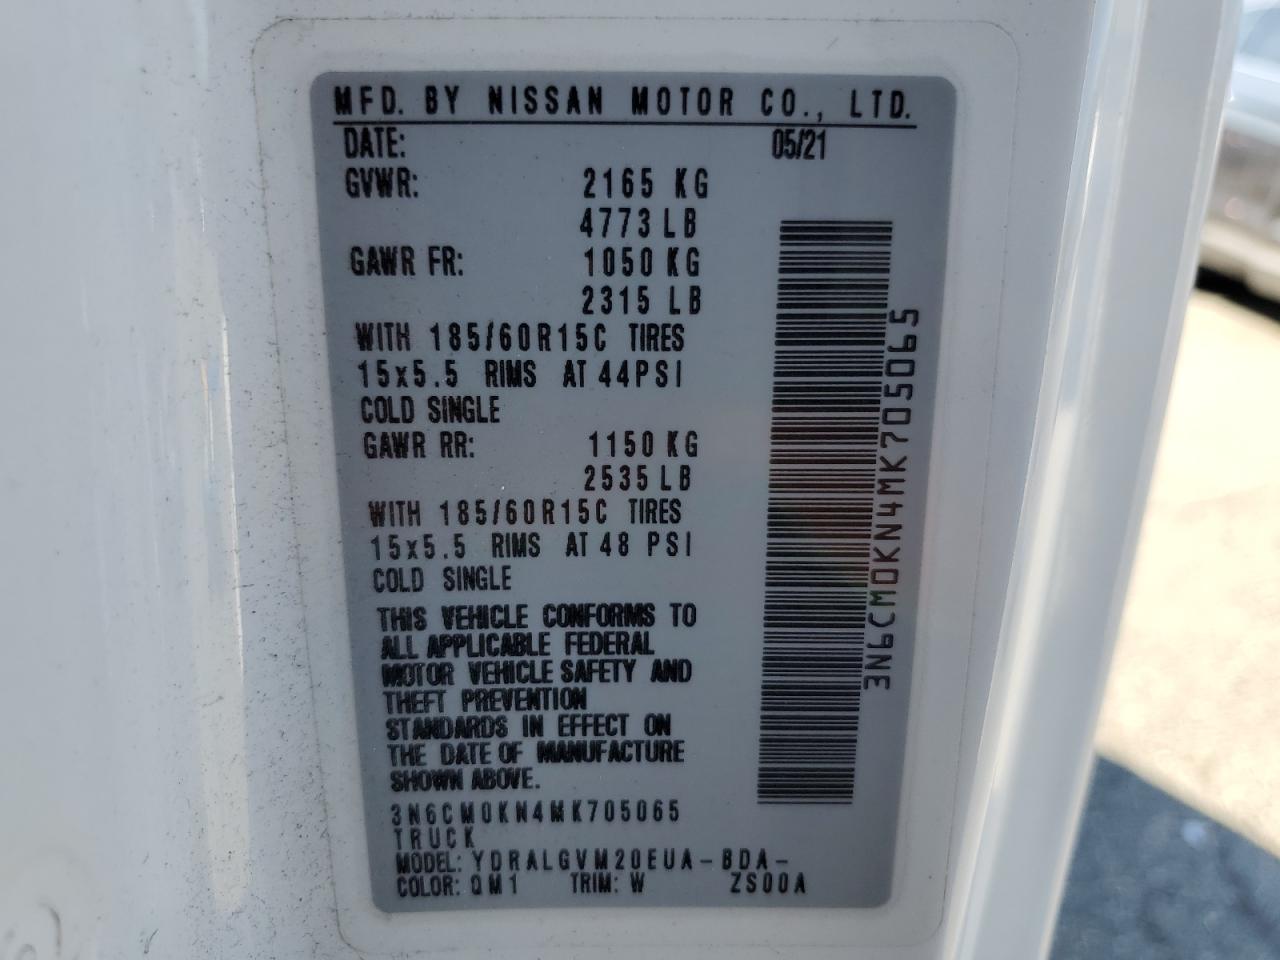 MFD. BY NISSAN MOTOR CO., LTD.
DATE: 05/21
GVWR: 2165 KG
4773 LB
GAWR FR: 1050 KG
2315 LB
WITH 185/60R15C TIRES
15x5.5 RIMS AT 44PSI
COLD SINGLE
GAWR RR: 1150 KG
2535 LB
WITH 185/60R15C TIRES
15x5.5 RIMS AT 48 PSI
COLD SINGLE
THIS VEHICLE CONFORMS TO
ALL APPLICABLE FEDERAL
MOTOR VEHICLE SAFETY AND
THEFT PREVENTION
STANDARDS IN EFFECT ON
THE DATE OF MANUFACTURE
SHOWN ABOVE.
3N6CM0KN4MK705065
TRUCK
MODEL: YDRALGVM20EUA-BDA-
COLOR: QM1 TRIM: W ZS00A
3N6CM0KN4MK705065